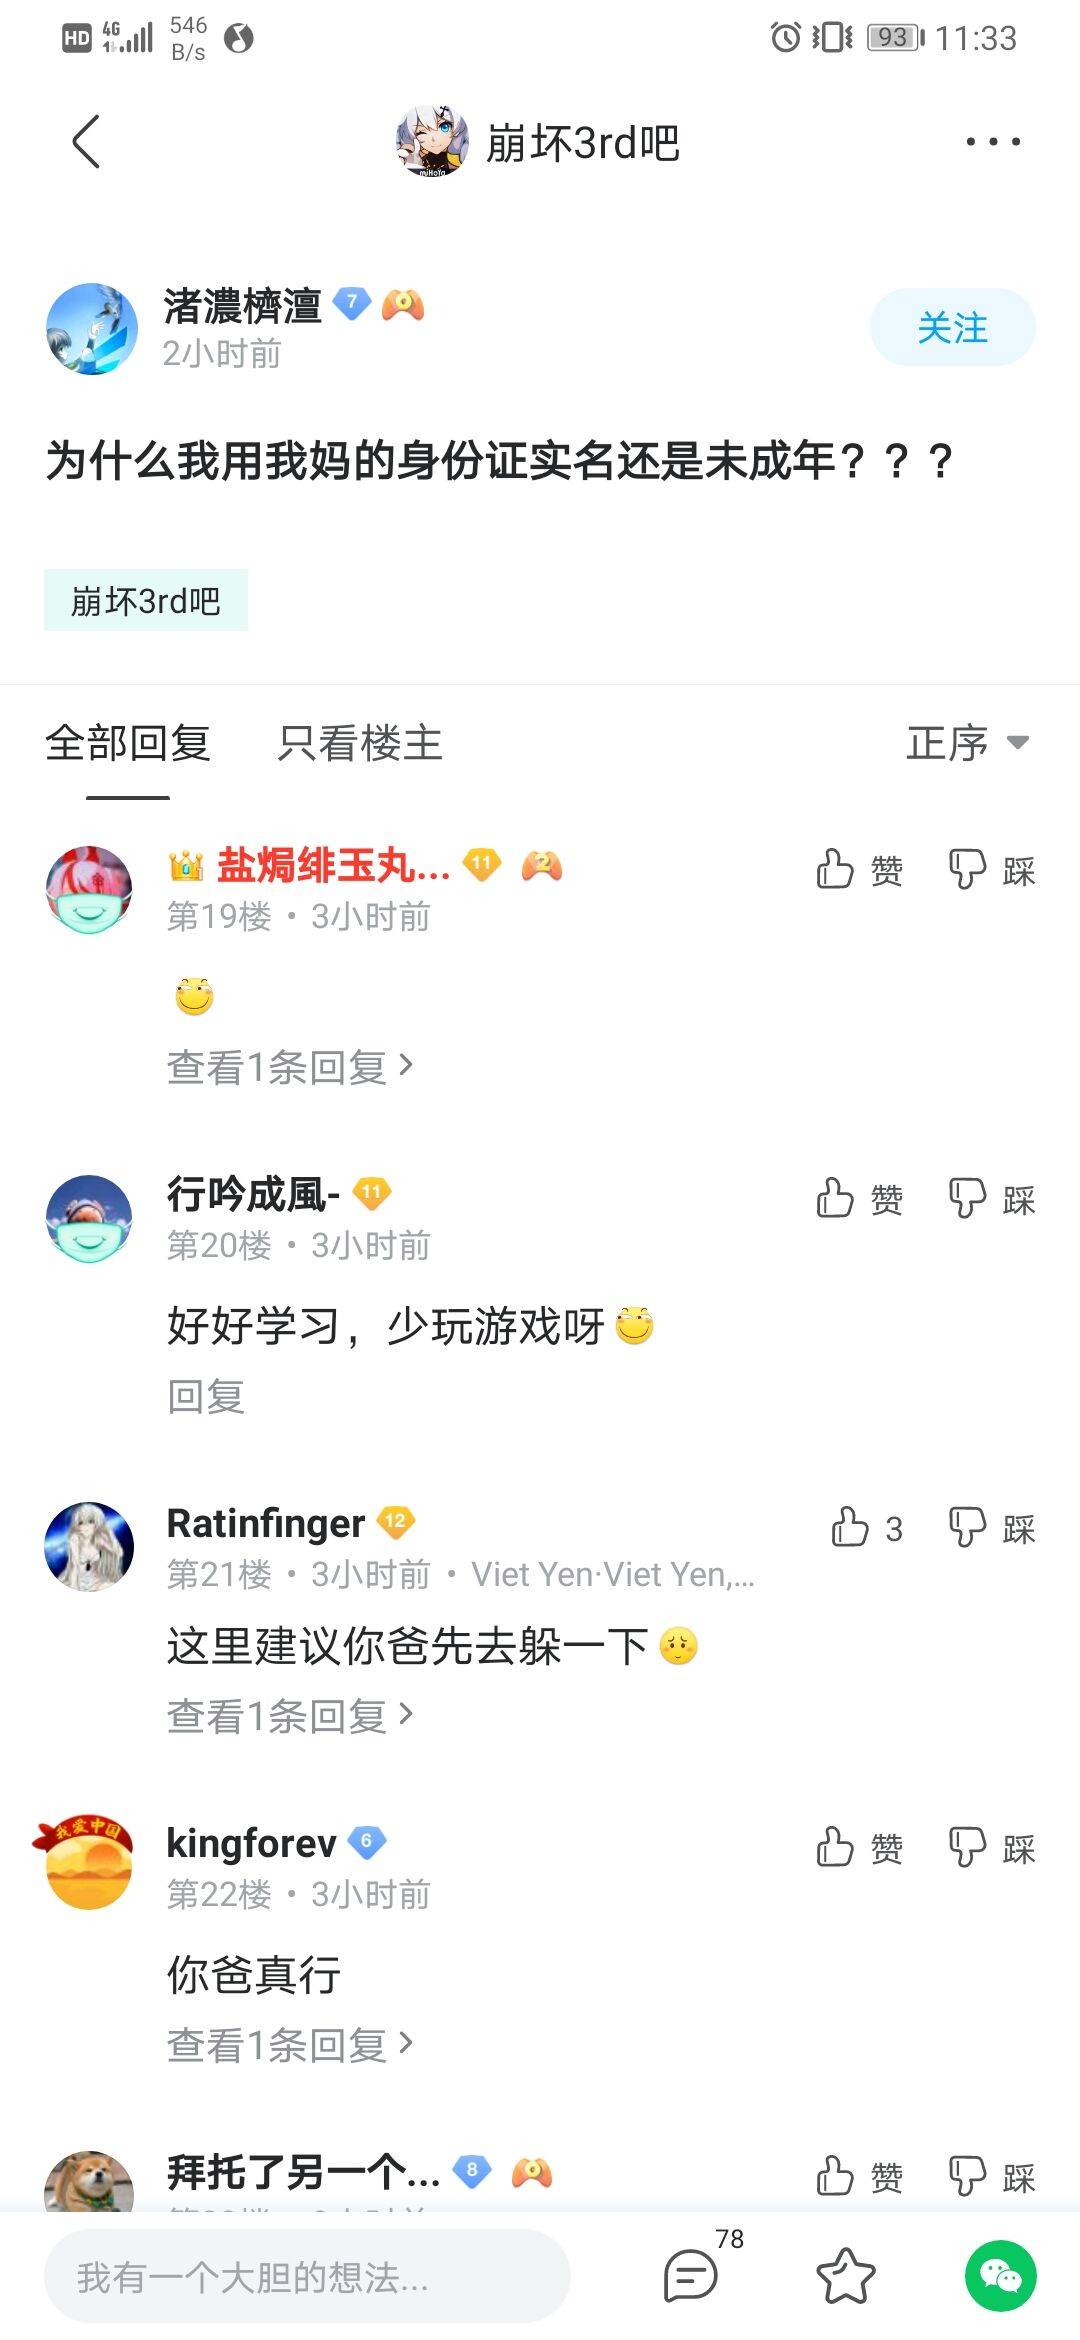 HD 4G 546 B/s 93 11:33
崩坏3rd吧
miHoYo
渚濃櫅澶 7 0
2小时前
关注
为什么我用我妈的身份证实名还是未成年？？？
崩坏3rd吧
全部回复 只看楼主 正序
盐焗绯玉丸... 11 2 赞 踩
第19楼 · 3小时前
查看1条回复
行吟成風- 11 赞 踩
第20楼 · 3小时前
好好学习，少玩游戏呀
回复
Ratinfinger 12 3 踩
第21楼 · 3小时前 · Viet Yen·Viet Yen,...
这里建议你爸先去躲一下
查看1条回复
我爱中国
kingforev 6 赞 踩
第22楼 · 3小时前
你爸真行
查看1条回复
拜托了另一个... 8 0 赞 踩
我有一个大胆的想法...
78